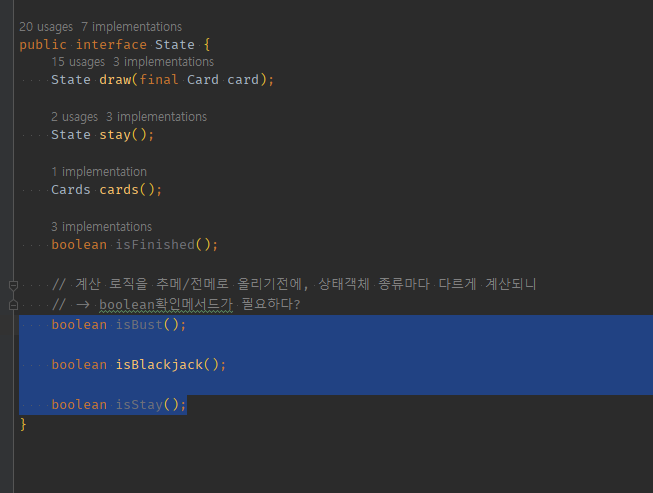 20 usages 7 implementations
public interface State {
15 usages 3 implementations
State draw(final Card card);
2 usages 3 implementations
State stay();
1 implementation
Cards cards();
3 implementations
boolean isFinished();
// 계산 로직을 추메/전메로 올리기전에, 상태객체 종류마다 다르게 계산되니
// -> boolean확인메서드가 필요하다?
boolean isBust();
boolean isBlackjack();
boolean isStay();
}